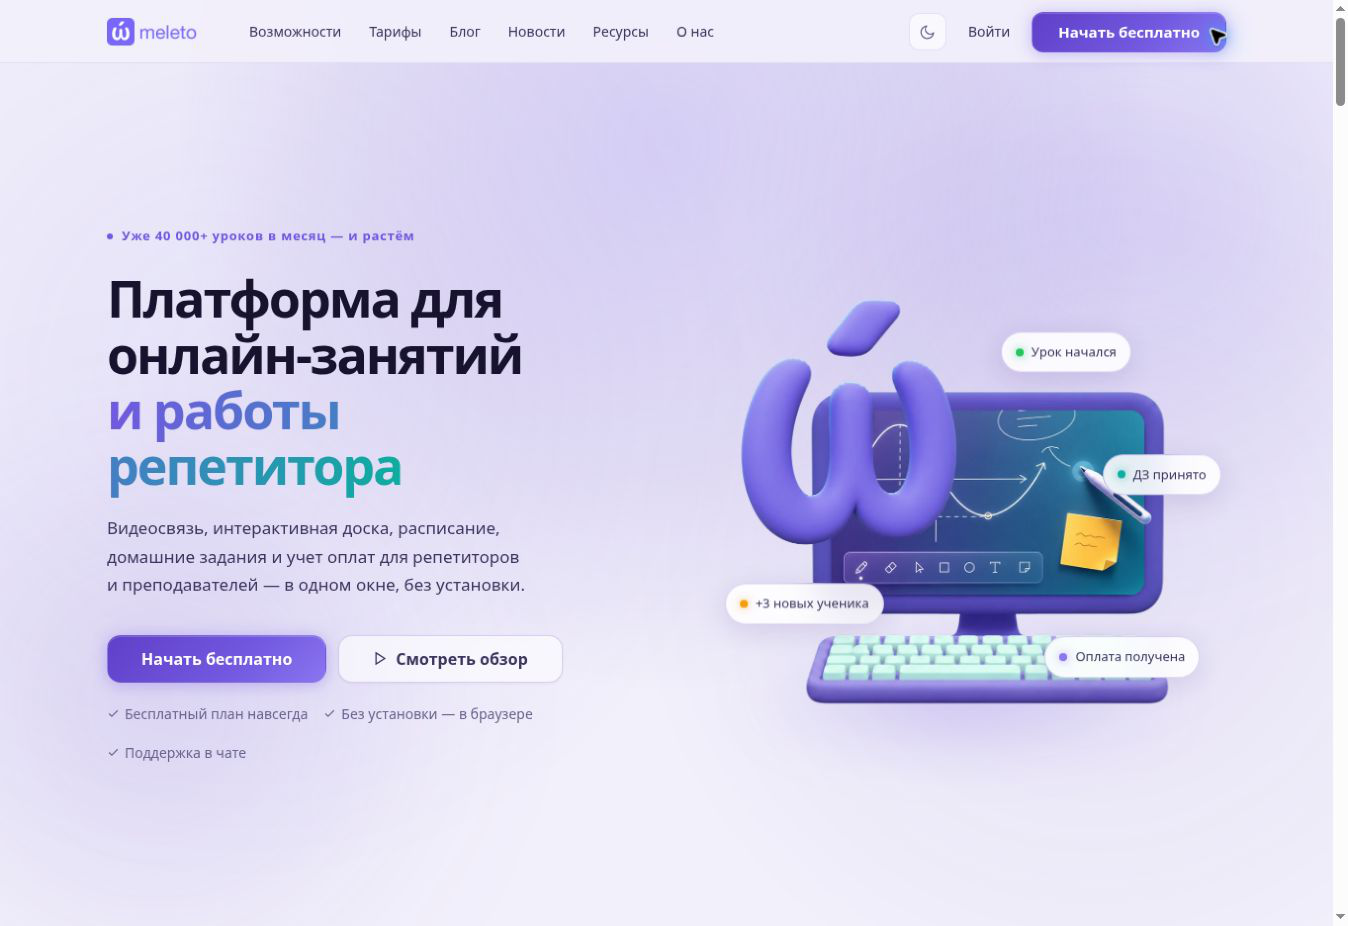 ώ meleto
Возможности
Тарифы
Блог
Новости
Ресурсы
О нас
Войти
Начать бесплатно
Уже 40 000+ уроков в месяц — и растём
Платформа для
онлайн-занятий
и работы
репетитора
Видеосвязь, интерактивная доска, расписание,
домашние задания и учет оплат для репетиторов
и преподавателей — в одном окне, без установки.
Начать бесплатно
Смотреть обзор
Бесплатный план навсегда
Без установки — в браузере
Поддержка в чате
ώ
Урок начался
ДЗ принято
T
+3 новых ученика
Оплата получена